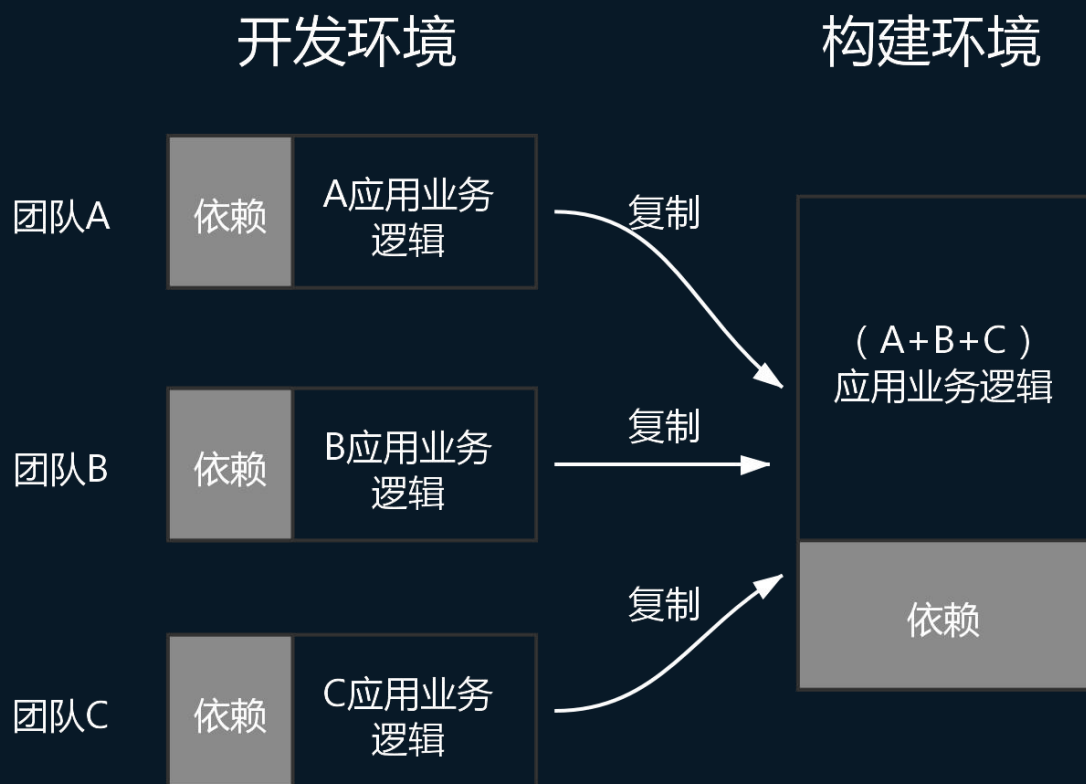 开发环境
构建环境
团队A
依赖
A应用业务
逻辑
复制
（A+B+C）
应用业务逻辑
团队B
依赖
B应用业务
逻辑
复制
依赖
团队C
依赖
C应用业务
逻辑
复制